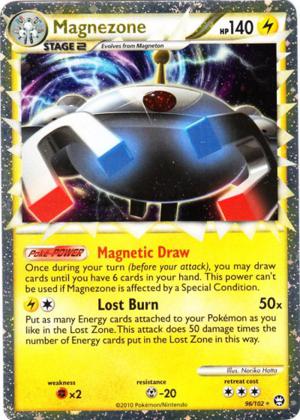 Magnezone
HP140
STAGE 2
Evolves from Magneton
Poké-POWER Magnetic Draw
Once during your turn (before your attack), you may draw
cards until you have 6 cards in your hand. This power can't
be used if Magnezone is affected by a Special Condition.
Lost Burn 50x
Put as many Energy cards attached to your Pokémon as you
like in the Lost Zone. This attack does 50 damage times the
number of Energy cards put in the Lost Zone in this way.
Illus. Noriko Hotta
weakness
×2
resistance
-20
retreat cost
©2010 Pokémon/Nintendo
96/102